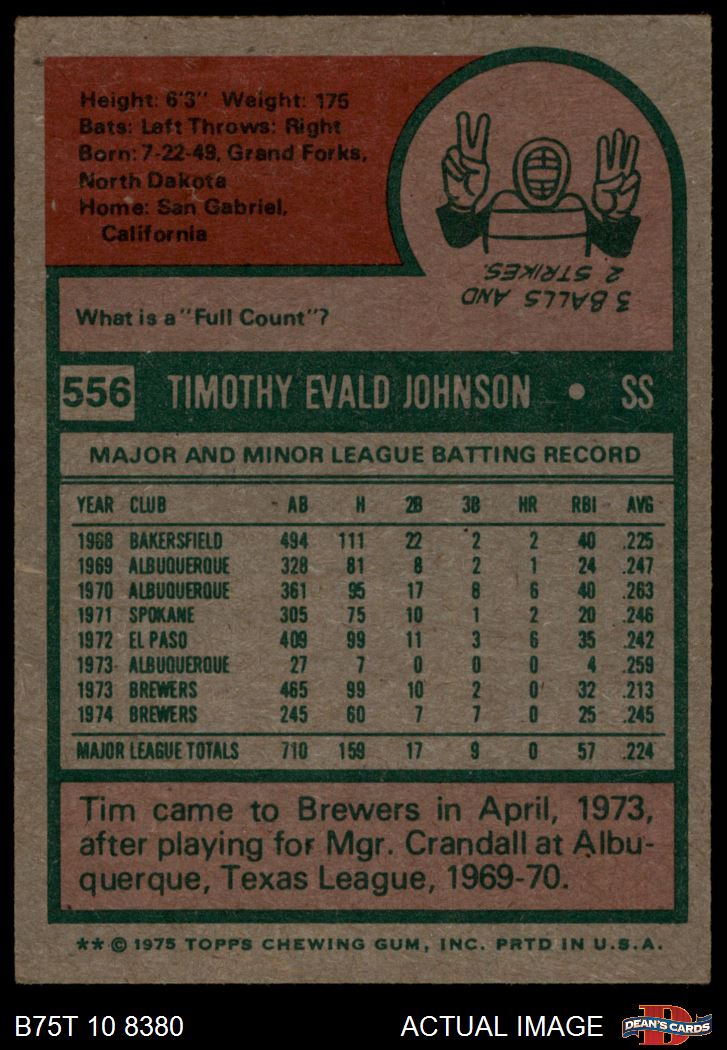 Height: 6'3" Weight: 175
Bats: Left Throws: Right
Born: 7-22-49, Grand Forks,
North Dakota
Home: San Gabriel,
California
What is a "Full Count"?
3 BALLS AND
2 STRIKES.
556 TIMOTHY EVALD JOHNSON • SS
MAJOR AND MINOR LEAGUE BATTING RECORD
YEAR CLUB AB H 2B 3B HR RBI AVG
1968 BAKERSFIELD 494 111 22 2 2 40 .225
1969 ALBUQUERQUE 328 81 8 2 1 24 .247
1970 ALBUQUERQUE 361 95 17 8 6 40 .263
1971 SPOKANE 305 75 10 1 2 20 .246
1972 EL PASO 409 99 11 3 6 35 .242
1973 ALBUQUERQUE 27 7 0 0 0 4 .259
1973 BREWERS 465 99 10 2 0 32 .213
1974 BREWERS 245 60 7 7 0 25 .245
MAJOR LEAGUE TOTALS 710 159 17 9 0 57 .224
Tim came to Brewers in April, 1973,
after playing for Mgr. Crandall at Albu-
querque, Texas League, 1969-70.
** © 1975 TOPPS CHEWING GUM, INC. PRTD IN U.S.A.
B75T 10 8380 ACTUAL IMAGE D DEAN'S CARDS